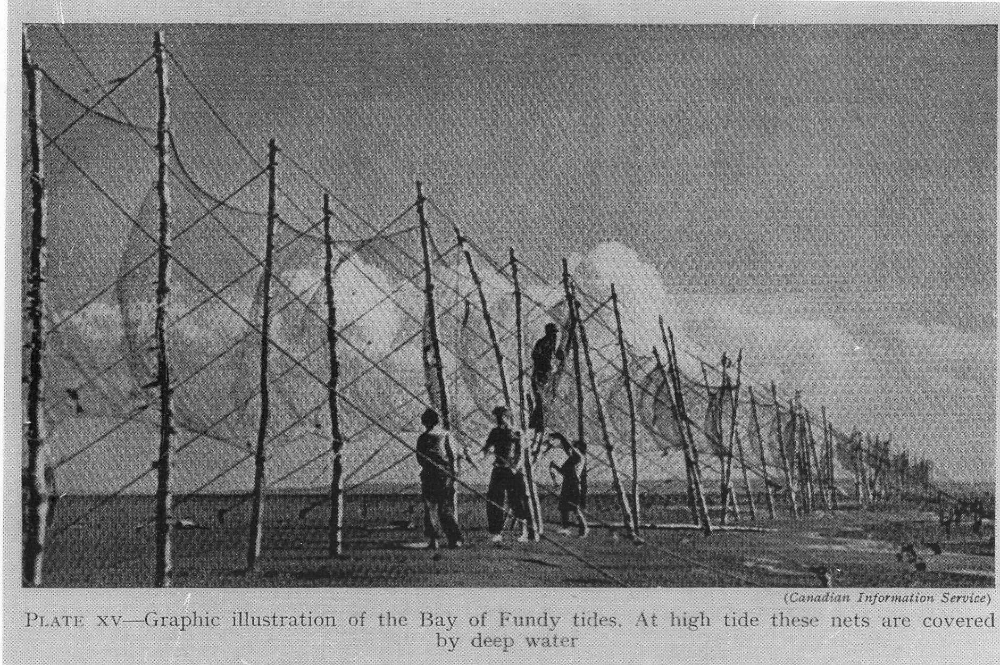 (Canadian Information Service)
PLATE XV—Graphic illustration of the Bay of Fundy tides. At high tide these nets are covered
by deep water